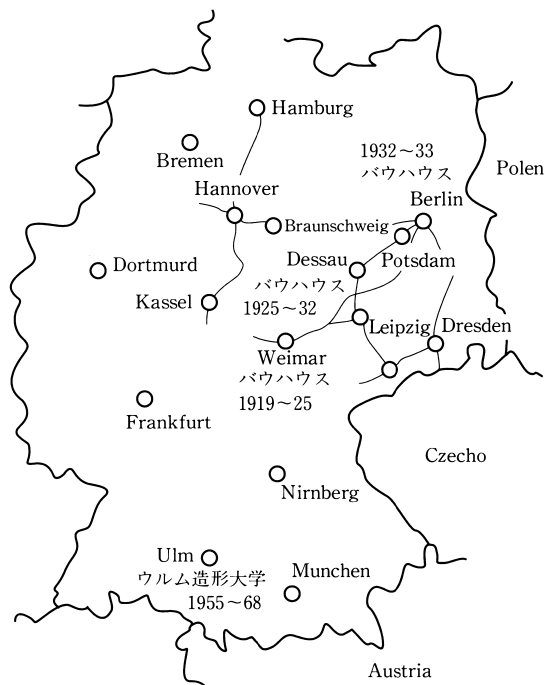 Hamburg
Bremen
1932～33
バウハウス
Polen
Hannover
Berlin
Braunschweig
Dortmurd
Dessau
Potsdam
バウハウス
1925～32
Kassel
Leipzig
Dresden
Weimar
バウハウス
1919～25
Frankfurt
Czecho
Nirnberg
Ulm
ウルム造形大学
1955～68
Munchen
Austria